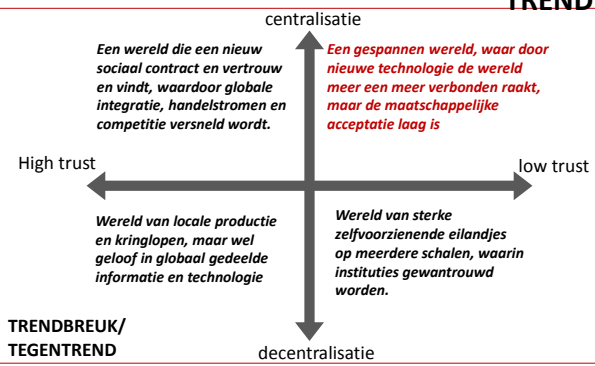 TREND
centralisatie
Een wereld die een nieuw
sociaal contract en vertrouw
en vindt, waardoor globale
integratie, handelstromen en
competitie versneld wordt.
Een gespannen wereld, waar door
nieuwe technologie de wereld
meer een meer verbonden raakt,
maar de maatschappelijke
acceptatie laag is
High trust
low trust
Wereld van locale productie
en kringlopen, maar wel
geloof in globaal gedeelde
informatie en technologie
Wereld van sterke
zelfvoorzienende eilandjes
op meerdere schalen, waarin
instituties gewantrouwd
worden.
TRENDBREUK/
TEGENTREND
decentralisatie